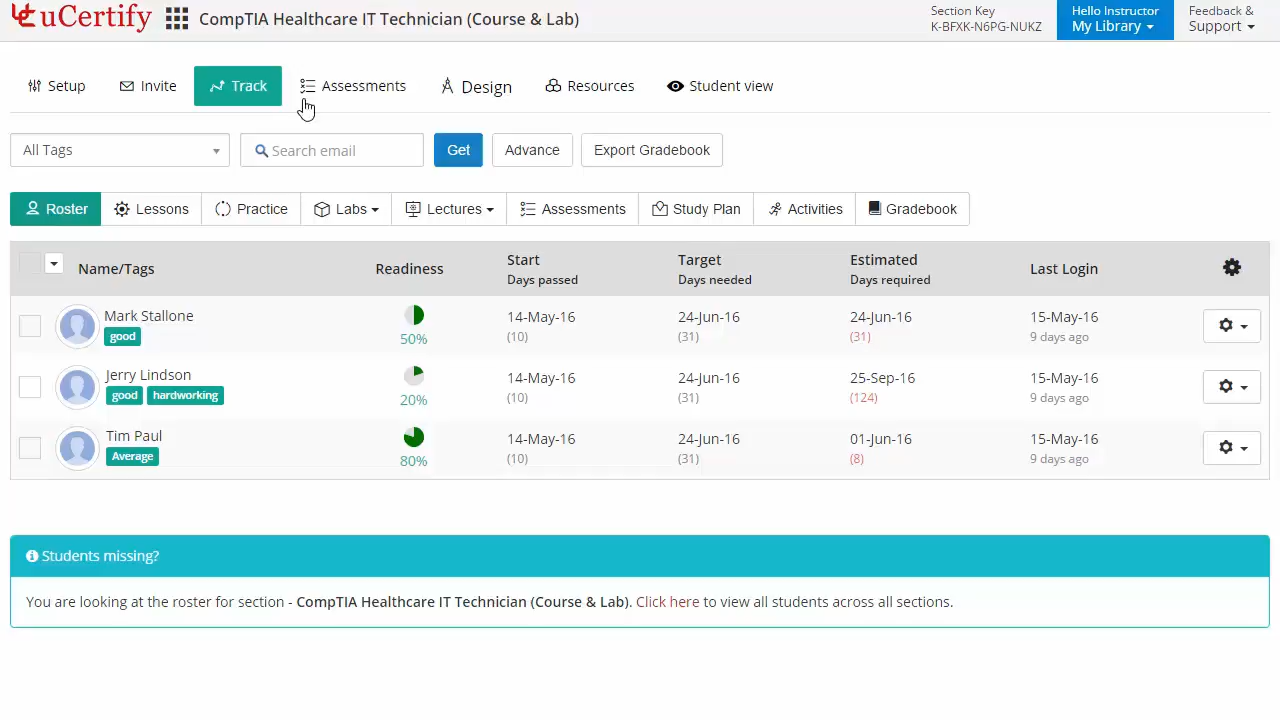 uCertify
CompTIA Healthcare IT Technician (Course & Lab)
Section Key
K-BFXK-N6PG-NUKZ
Hello Instructor
My Library
Feedback &
Support
Setup
Invite
Track
Assessments
Design
Resources
Student view
All Tags
Search email
Get
Advance
Export Gradebook
Roster
Lessons
Practice
Labs
Lectures
Assessments
Study Plan
Activities
Gradebook
Name/Tags
Readiness
Start
Days passed
Target
Days needed
Estimated
Days required
Last Login
Mark Stallone
good
50%
14-May-16
(10)
24-Jun-16
(31)
24-Jun-16
(31)
15-May-16
9 days ago
Jerry Lindson
good hardworking
20%
14-May-16
(10)
24-Jun-16
(31)
25-Sep-16
(124)
15-May-16
9 days ago
Tim Paul
Average
80%
14-May-16
(10)
24-Jun-16
(31)
01-Jun-16
(8)
15-May-16
9 days ago
Students missing?
You are looking at the roster for section - CompTIA Healthcare IT Technician (Course & Lab). Click here to view all students across all sections.